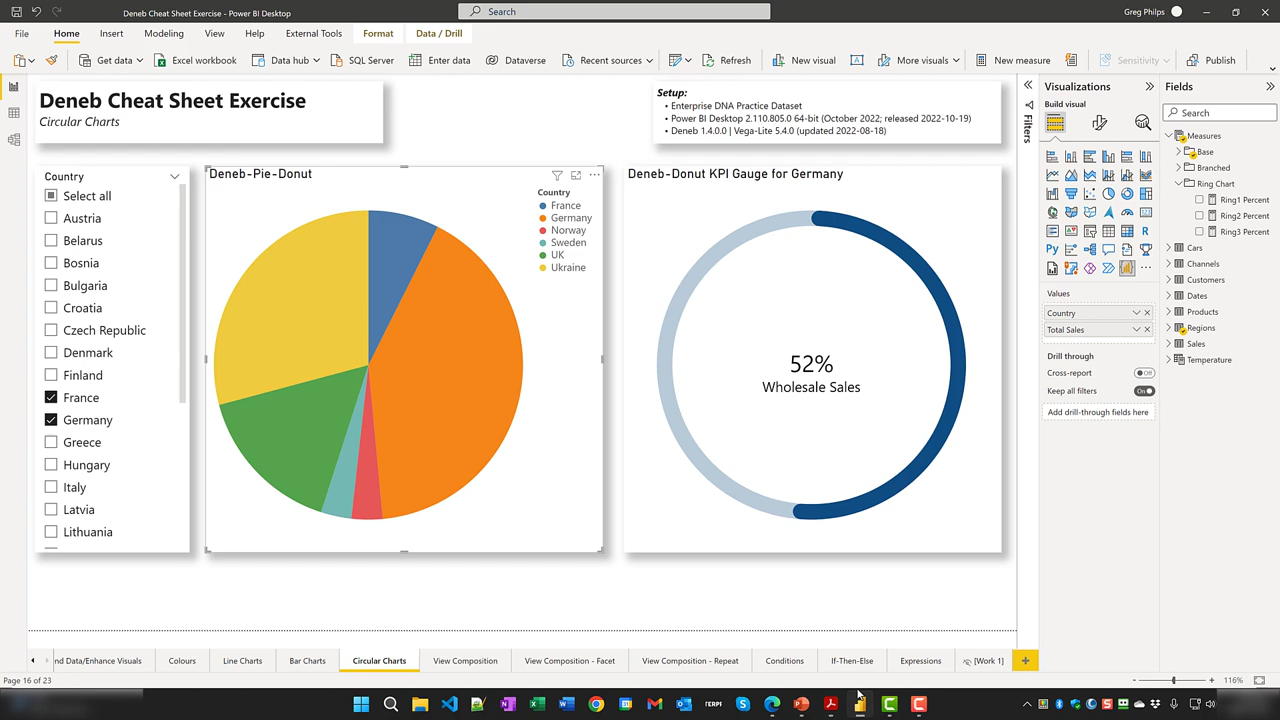 Deneb Cheat Sheet Exercise - Power BI Desktop
Search
Greg Philps
File
Home
Insert
Modeling
View
Help
External Tools
Format
Data / Drill
Get data
Excel workbook
Data hub
SQL Server
Enter data
Dataverse
Recent sources
Refresh
New visual
More visuals
New measure
Sensitivity
Publish
Deneb Cheat Sheet Exercise
Circular Charts
Setup:
• Enterprise DNA Practice Dataset
• Power BI Desktop 2.110.805.0 64-bit (October 2022; released 2022-10-19)
• Deneb 1.4.0.0 | Vega-Lite 5.4.0 (updated 2022-08-18)
Country
Select all
Austria
Belarus
Bosnia
Bulgaria
Croatia
Czech Republic
Denmark
Finland
France
Germany
Greece
Hungary
Italy
Latvia
Lithuania
Deneb-Pie-Donut
Country
France
Germany
Norway
Sweden
UK
Ukraine
Deneb-Donut KPI Gauge for Germany
52%
Wholesale Sales
Filters
Visualizations
Build visual
Py
R
Values
Country
Total Sales
Drill through
Cross-report
Off
Keep all filters
On
Add drill-through fields here
Fields
Search
Measures
Base
Branched
Ring Chart
Ring1 Percent
Ring2 Percent
Ring3 Percent
Cars
Channels
Customers
Dates
Products
Regions
Sales
Temperature
nd Data/Enhance Visuals
Colours
Line Charts
Bar Charts
Circular Charts
View Composition
View Composition - Facet
View Composition - Repeat
Conditions
If-Then-Else
Expressions
[Work 1]
Page 16 of 23
116%